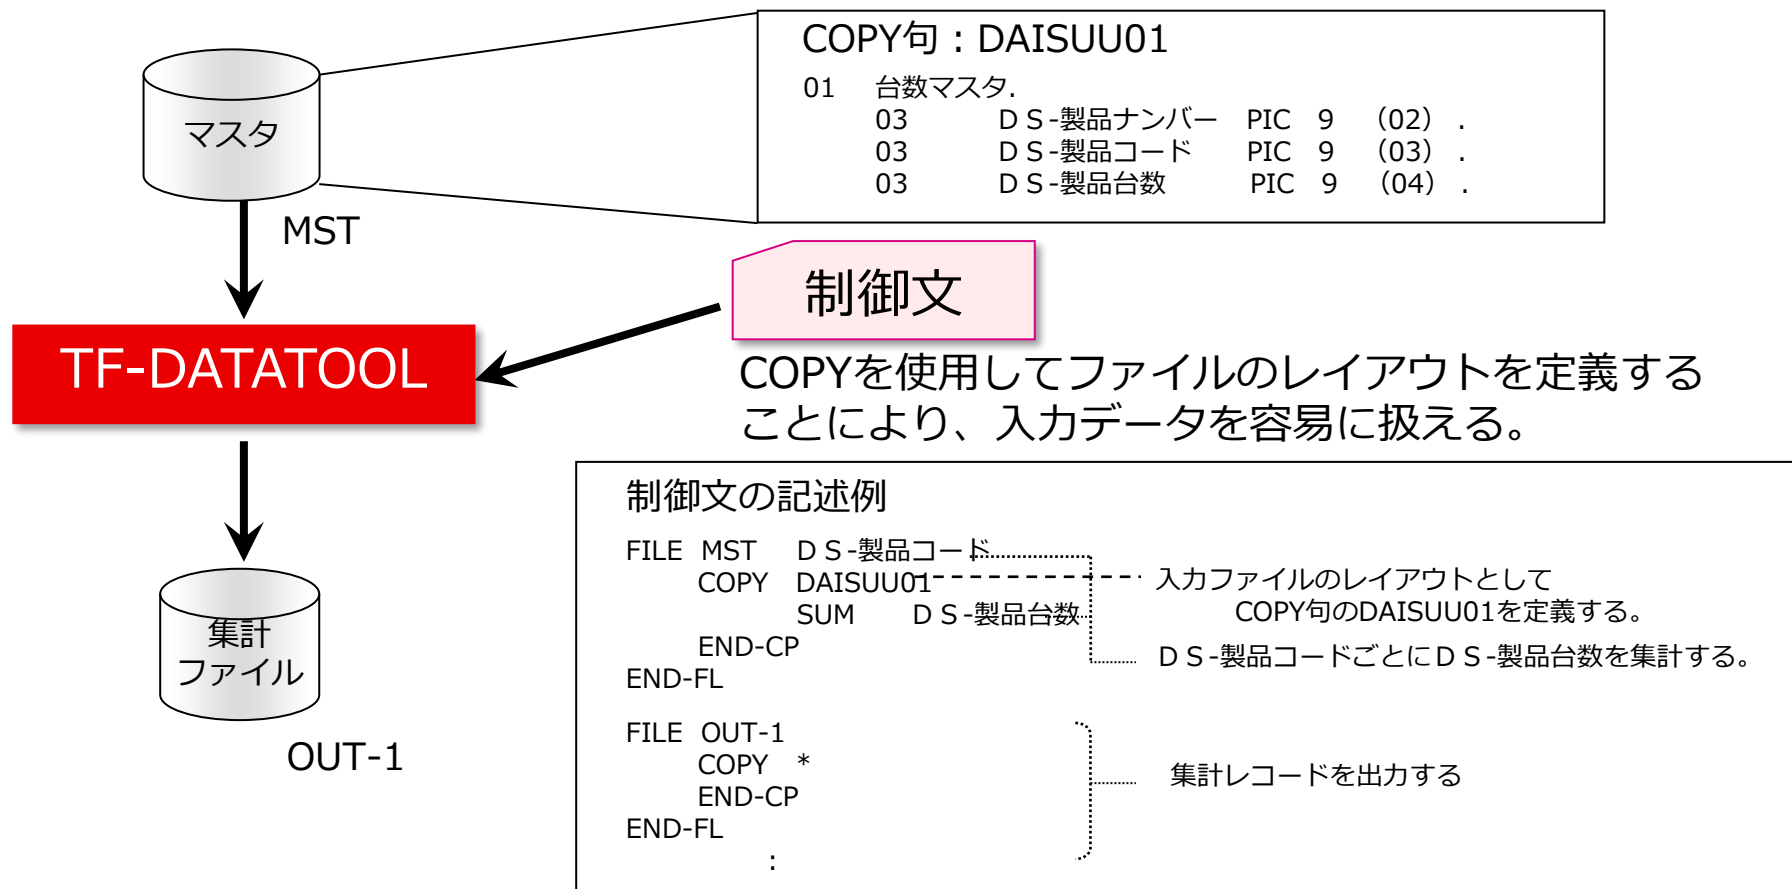 COPY句：DAISUU01
01 台数マスタ.
03 ＤＳ-製品ナンバー PIC 9 （02）．
03 ＤＳ-製品コード PIC 9 （03）．
03 ＤＳ-製品台数 PIC 9 （04）．
マスタ
MST
制御文
TF-DATATOOL
COPYを使用してファイルのレイアウトを定義する
ことにより、入力データを容易に扱える。
集計
ファイル
OUT-1
制御文の記述例
FILE MST ＤＳ-製品コード
COPY DAISUU01
SUM ＤＳ-製品台数
END-CP
END-FL
入力ファイルのレイアウトとして
COPY句のDAISUU01を定義する。
ＤＳ-製品コードごとにＤＳ-製品台数を集計する。
FILE OUT-1
COPY *
END-CP
END-FL
:
集計レコードを出力する